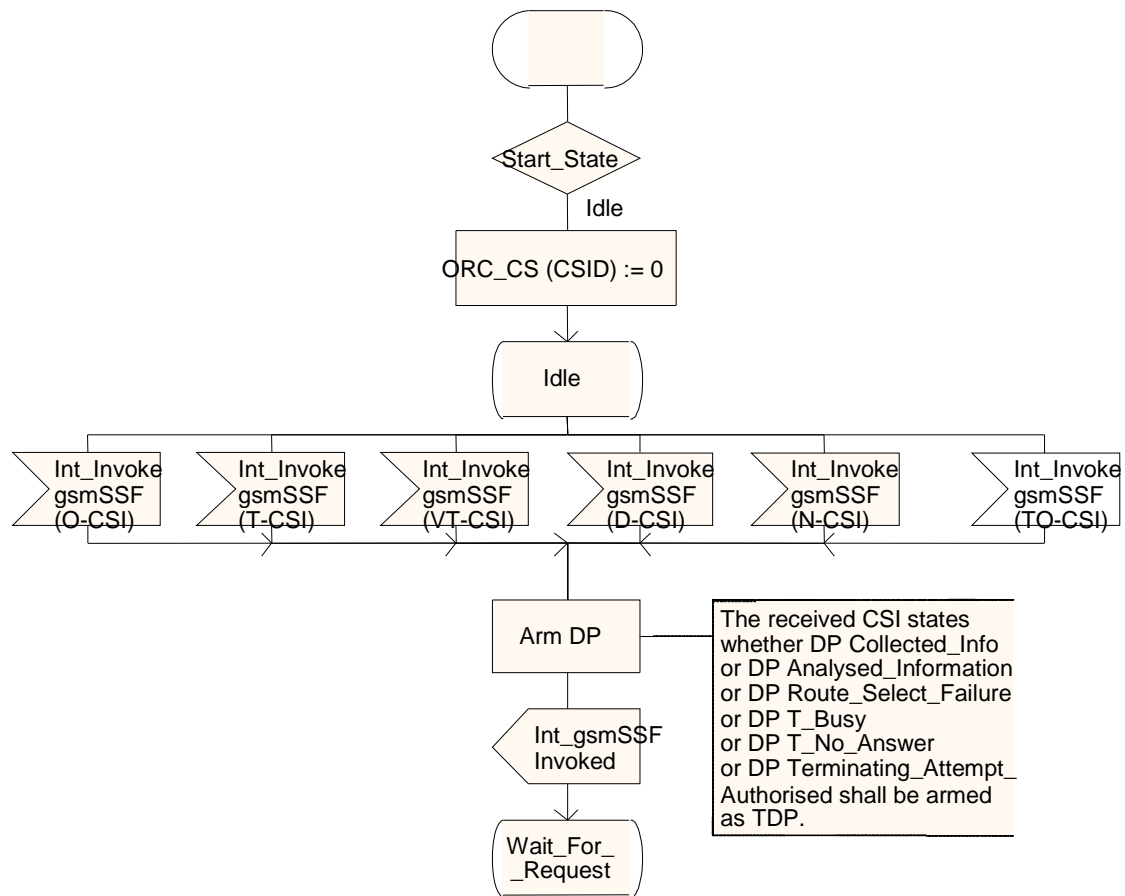 Start_State
Idle
ORC_CS (CSID) := 0
Idle
Int_Invoke
gsmSSF
(O-CSI)
Int_Invoke
gsmSSF
(T-CSI)
Int_Invoke
gsmSSF
(VT-CSI)
Int_Invoke
gsmSSF
(D-CSI)
Int_Invoke
gsmSSF
(N-CSI)
Int_Invoke
gsmSSF
(TO-CSI)
Arm DP
The received CSI states
whether DP Collected_Info
or DP Analysed_Information
or DP Route_Select_Failure
or DP T_Busy
or DP T_No_Answer
or DP Terminating_Attempt_
Authorised shall be armed
as TDP.
Int_gsmSSF
Invoked
Wait_For_
_Request